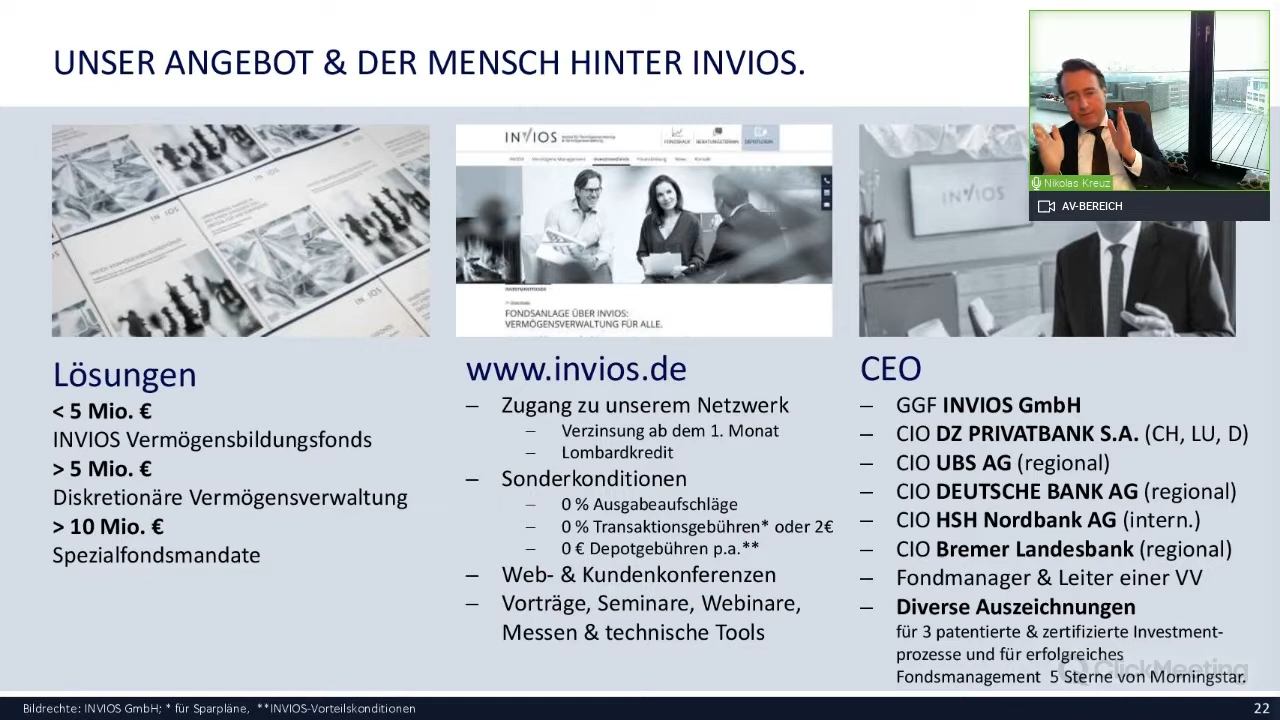 UNSER ANGEBOT & DER MENSCH HINTER INVIOS.
Nikolas Kreuz
AV-BEREICH
INVIOS
FONDSANLAGE ÜBER INVIOS:
VERMÖGENSVERWALTUNG FÜR ALLE.
INVIOS
Lösungen
< 5 Mio. €
INVIOS Vermögensbildungsfonds
> 5 Mio. €
Diskretionäre Vermögensverwaltung
> 10 Mio. €
Spezialfondsmandate
www.invios.de
– Zugang zu unserem Netzwerk
– Verzinsung ab dem 1. Monat
– Lombardkredit
– Sonderkonditionen
– 0 % Ausgabeaufschläge
– 0 % Transaktionsgebühren* oder 2€
– 0 € Depotgebühren p.a.**
– Web- & Kundenkonferenzen
– Vorträge, Seminare, Webinare,
Messen & technische Tools
CEO
– GGF INVIOS GmbH
– CIO DZ PRIVATBANK S.A. (CH, LU, D)
– CIO UBS AG (regional)
– CIO DEUTSCHE BANK AG (regional)
– CIO HSH Nordbank AG (intern.)
– CIO Bremer Landesbank (regional)
– Fondmanager & Leiter einer VV
– Diverse Auszeichnungen
für 3 patentierte & zertifizierte Investment-
prozesse und für erfolgreiches
Fondsmanagement 5 Sterne von Morningstar.
ClickMeeting
Bildrechte: INVIOS GmbH; * für Sparpläne, **INVIOS-Vorteilskonditionen
22